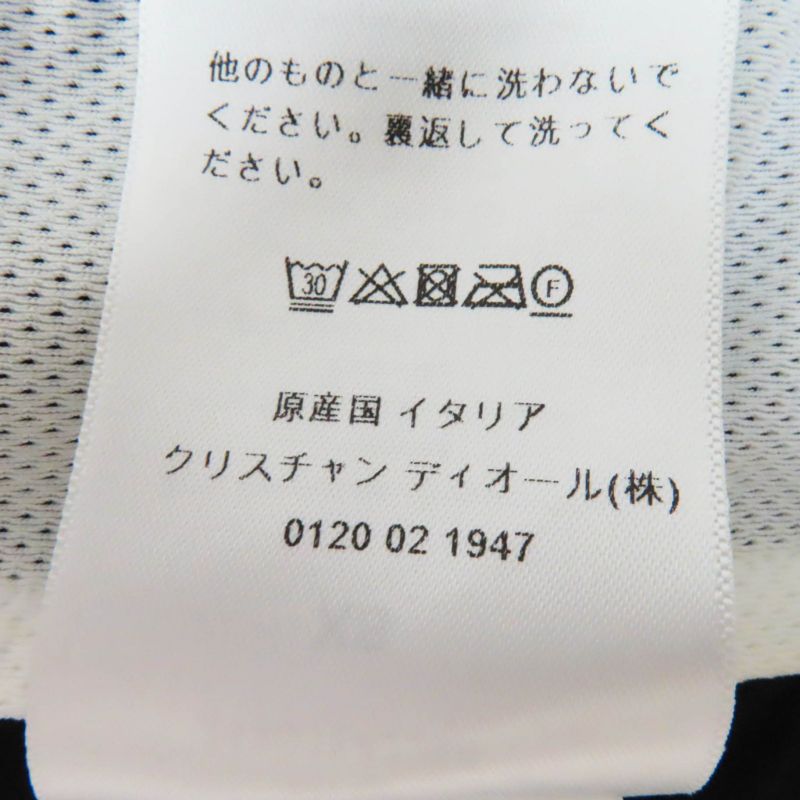 他のものと一緒に洗わないで
ください。裏返して洗ってく
ださい。
30 F
原産国 イタリア
クリスチャン ディオール(株)
0120 02 1947